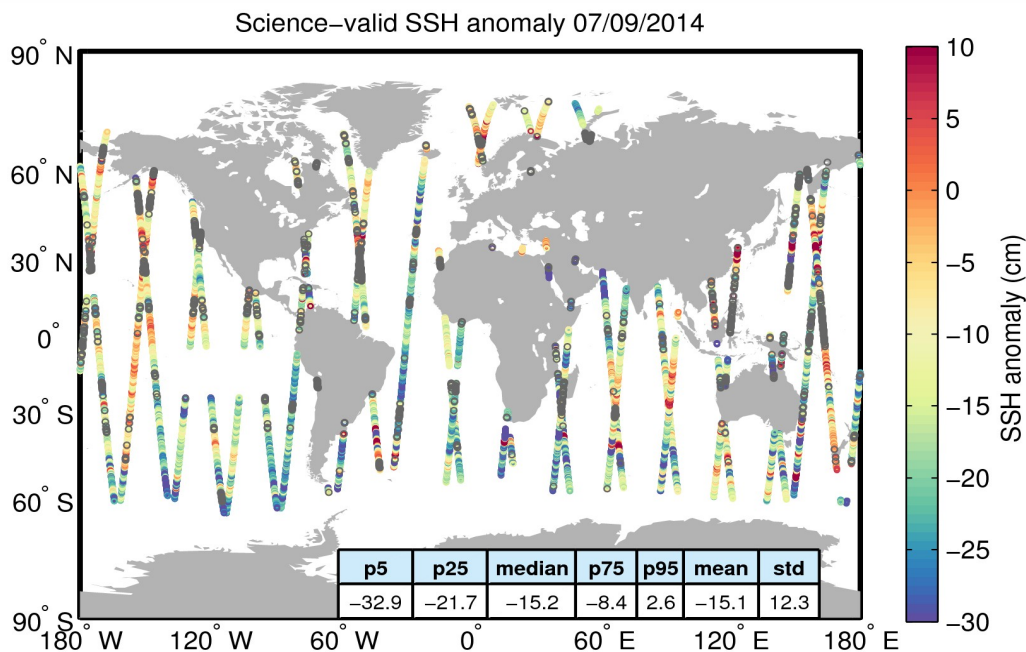 Science−valid SSH anomaly 07/09/2014
90° N
60° N
30° N
0°
30° S
60° S
90° S
180° W
120° W
60° W
0°
60° E
120° E
180° E
p5 p25 median p75 p95 mean std
−32.9 −21.7 −15.2 −8.4 2.6 −15.1 12.3
10
5
0
−5
−10
−15
−20
−25
−30
SSH anomaly (cm)